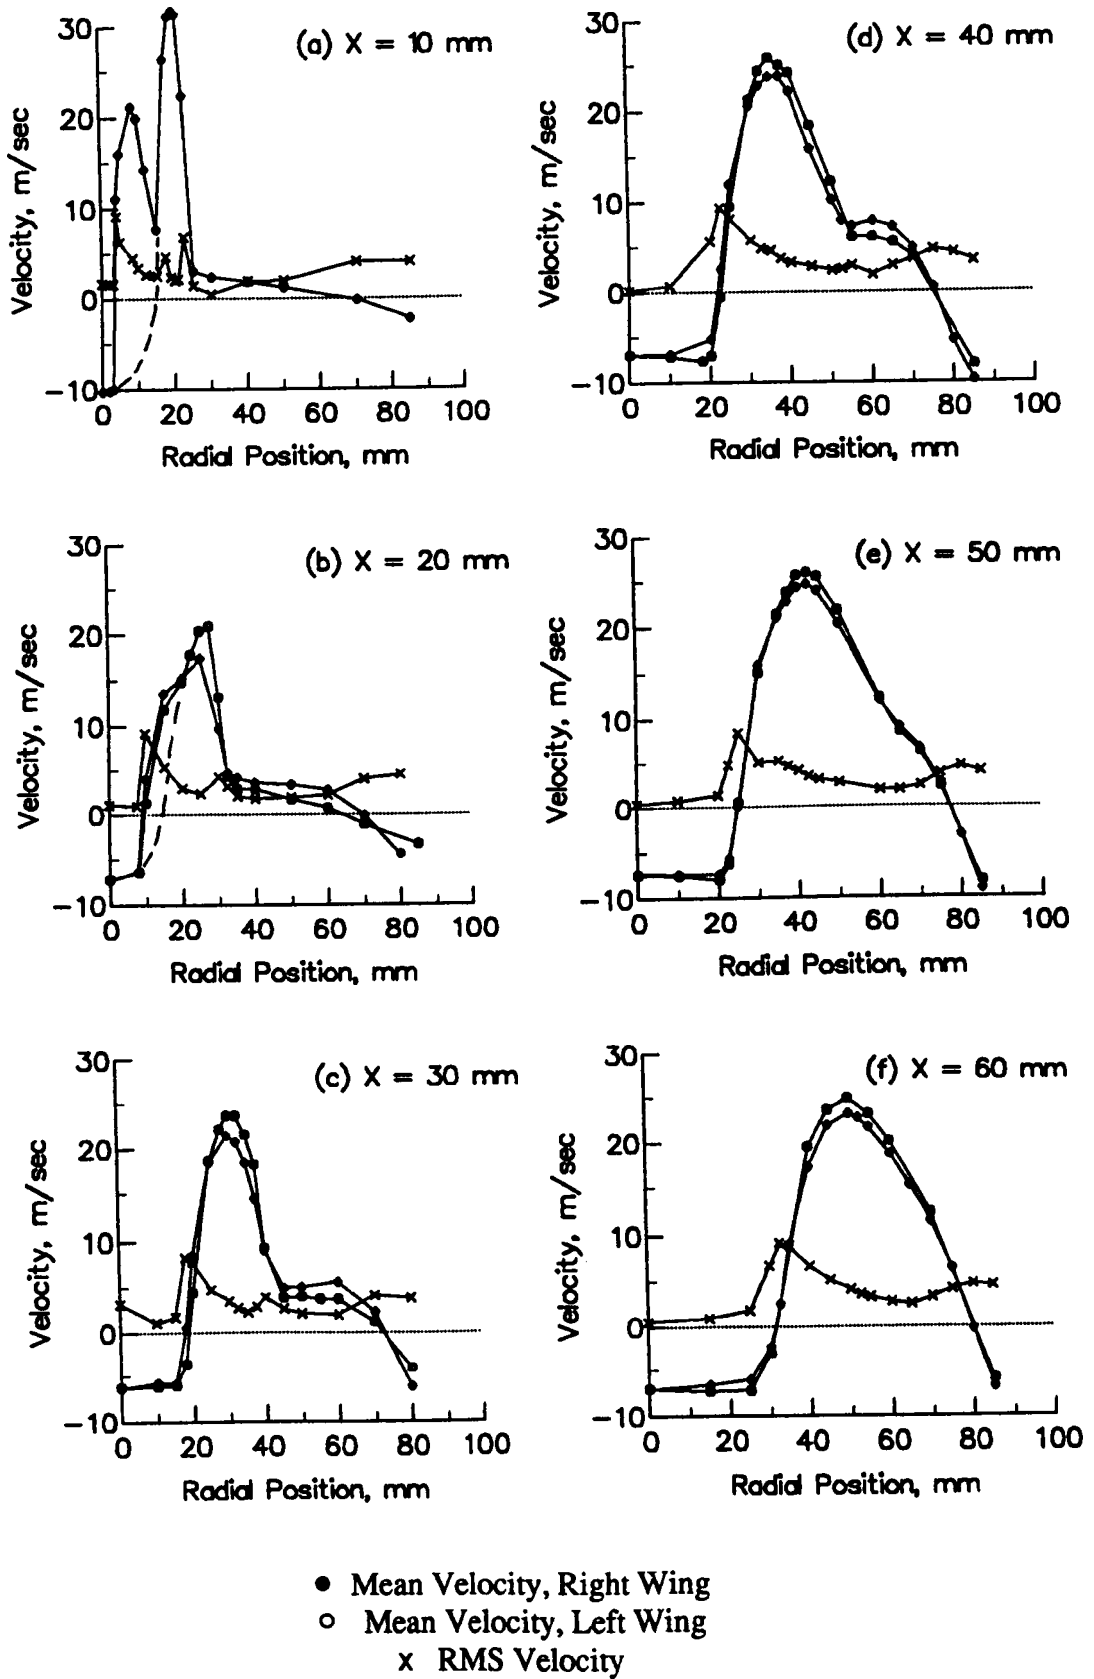 (a) X = 10 mm
30
20
10
0
−10
Velocity, m/sec
0 20 40 60 80 100
Radial Position, mm
(b) X = 20 mm
30
20
10
0
−10
Velocity, m/sec
0 20 40 60 80 100
Radial Position, mm
(c) X = 30 mm
30
20
10
0
−10
Velocity, m/sec
0 20 40 60 80 100
Radial Position, mm
(d) X = 40 mm
30
20
10
0
−10
Velocity, m/sec
0 20 40 60 80 100
Radial Position, mm
(e) X = 50 mm
30
20
10
0
−10
Velocity, m/sec
0 20 40 60 80 100
Radial Position, mm
(f) X = 60 mm
30
20
10
0
−10
Velocity, m/sec
0 20 40 60 80 100
Radial Position, mm
● Mean Velocity, Right Wing
○ Mean Velocity, Left Wing
x RMS Velocity